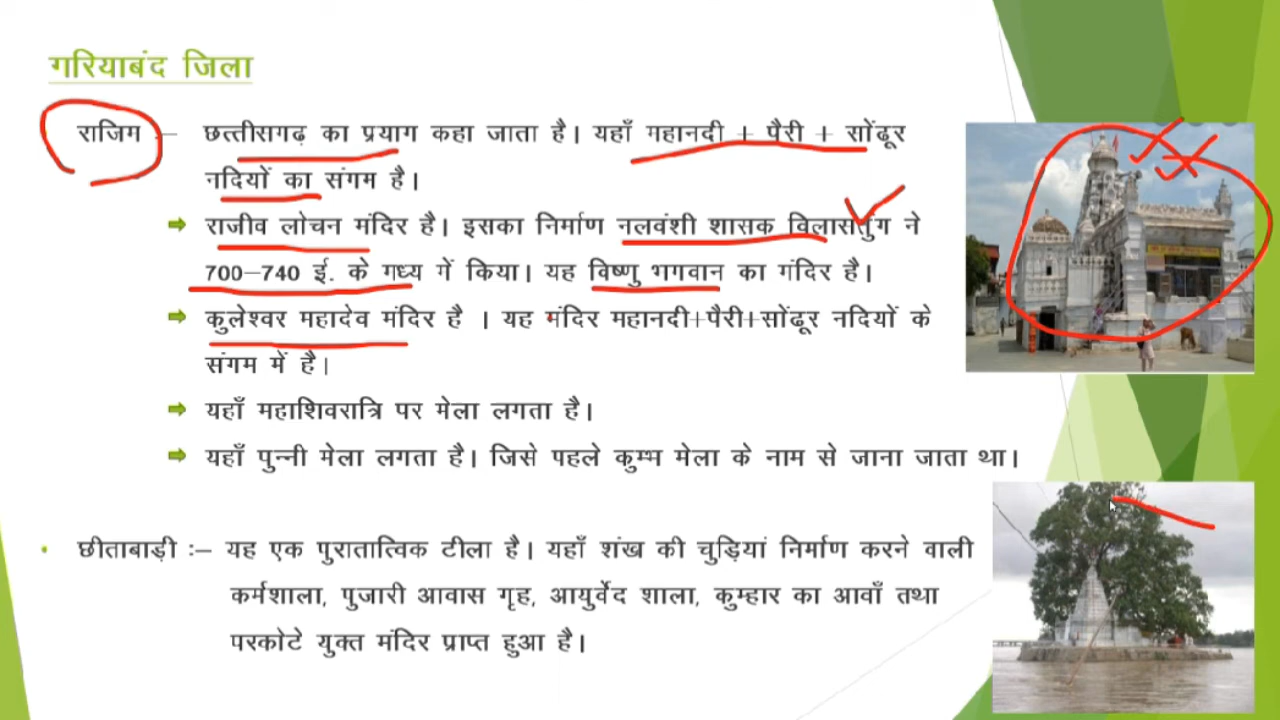 गरियाबंद जिला
राजिम – छत्तीसगढ़ का प्रयाग कहा जाता है। यहाँ महानदी + पैरी + सोंढूर
नदियों का संगम है।
राजीव लोचन मंदिर है। इसका निर्माण नलवंशी शासक विलासतुंग ने
700–740 ई. के मध्य में किया। यह विष्णु भगवान का मंदिर है।
कुलेश्वर महादेव मंदिर है । यह मंदिर महानदी+पैरी+सोंढूर नदियों के
संगम में है।
यहाँ महाशिवरात्रि पर मेला लगता है।
यहाँ पुन्नी मेला लगता है। जिसे पहले कुम्भ मेला के नाम से जाना जाता था।
छीताबाड़ी :– यह एक पुरातात्विक टीला है। यहाँ शंख की चुड़ियां निर्माण करने वाली
कर्मशाला, पुजारी आवास गृह, आयुर्वेद शाला, कुम्हार का आवाँ तथा
परकोटे युक्त मंदिर प्राप्त हुआ है।